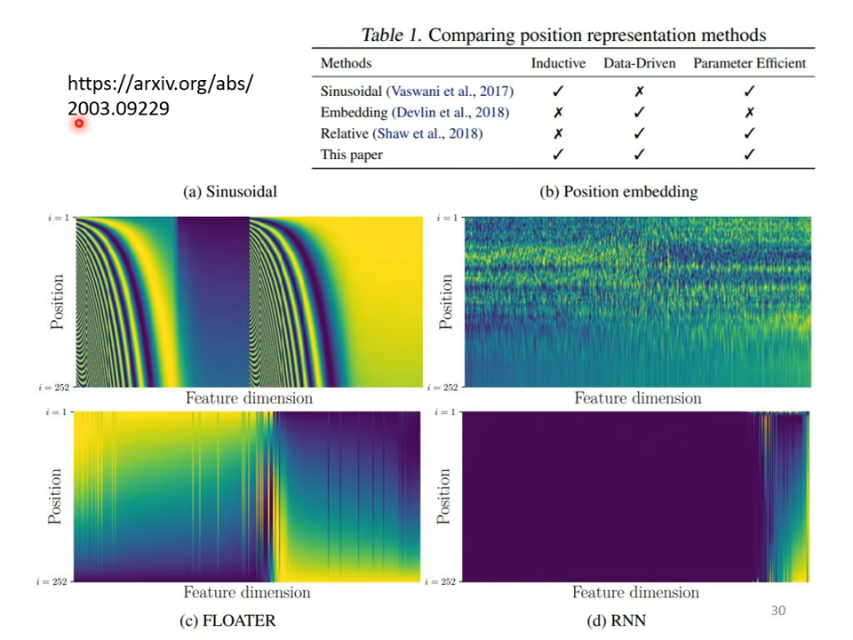 Table 1. Comparing position representation methods
Methods Inductive Data-Driven Parameter Efficient
Sinusoidal (Vaswani et al., 2017) ✓ ✗ ✓
Embedding (Devlin et al., 2018) ✗ ✓ ✗
Relative (Shaw et al., 2018) ✗ ✓ ✓
This paper ✓ ✓ ✓
https://arxiv.org/abs/
2003.09229
(a) Sinusoidal
i = 1
Position
i = 252
Feature dimension
(b) Position embedding
i = 1
Position
i = 252
Feature dimension
i = 1
Position
i = 252
Feature dimension
(c) FLOATER
i = 1
Position
i = 252
Feature dimension
(d) RNN
30